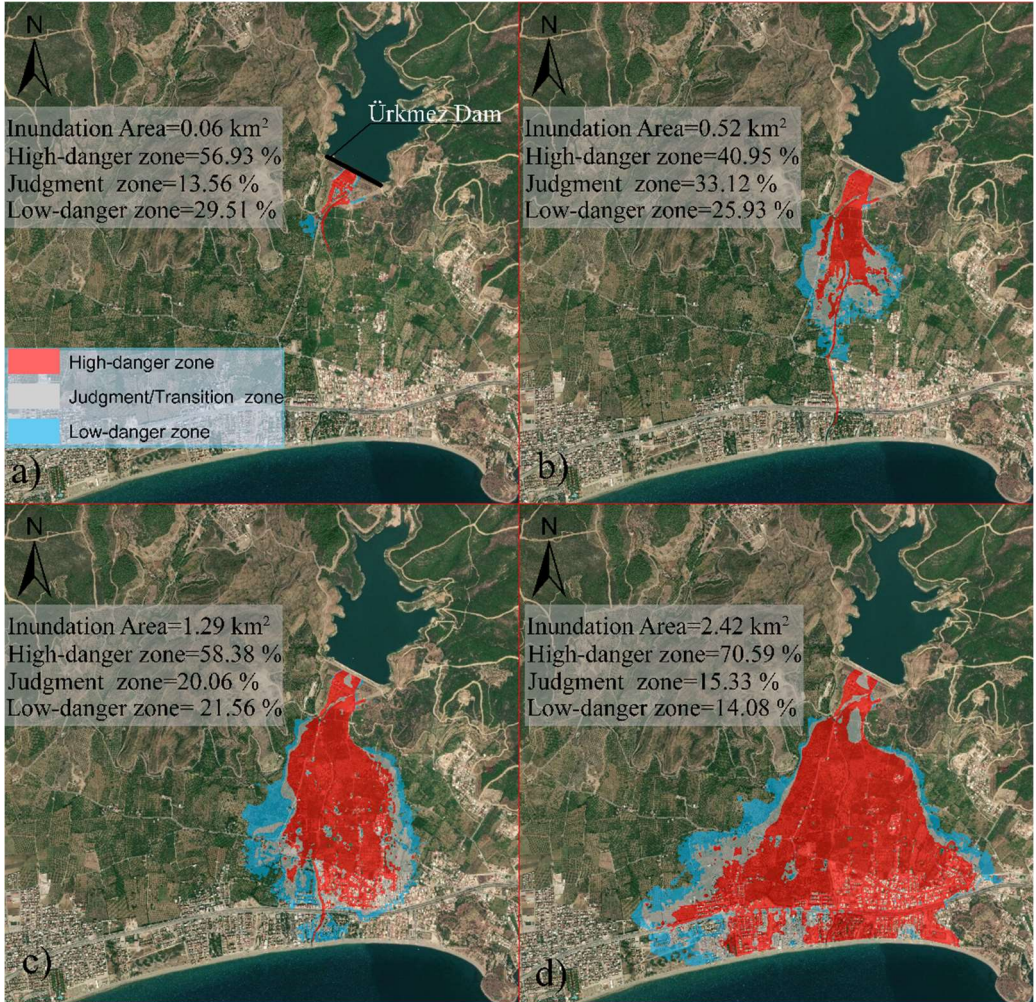 N
Ürkmez Dam
Inundation Area=0.06 km²
High-danger zone=56.93 %
Judgment zone=13.56 %
Low-danger zone=29.51 %
High-danger zone
Judgment/Transition zone
Low-danger zone
a)
N
Inundation Area=0.52 km²
High-danger zone=40.95 %
Judgment zone=33.12 %
Low-danger zone=25.93 %
b)
N
Inundation Area=1.29 km²
High-danger zone=58.38 %
Judgment zone=20.06 %
Low-danger zone= 21.56 %
c)
N
Inundation Area=2.42 km²
High-danger zone=70.59 %
Judgment zone=15.33 %
Low-danger zone=14.08 %
d)